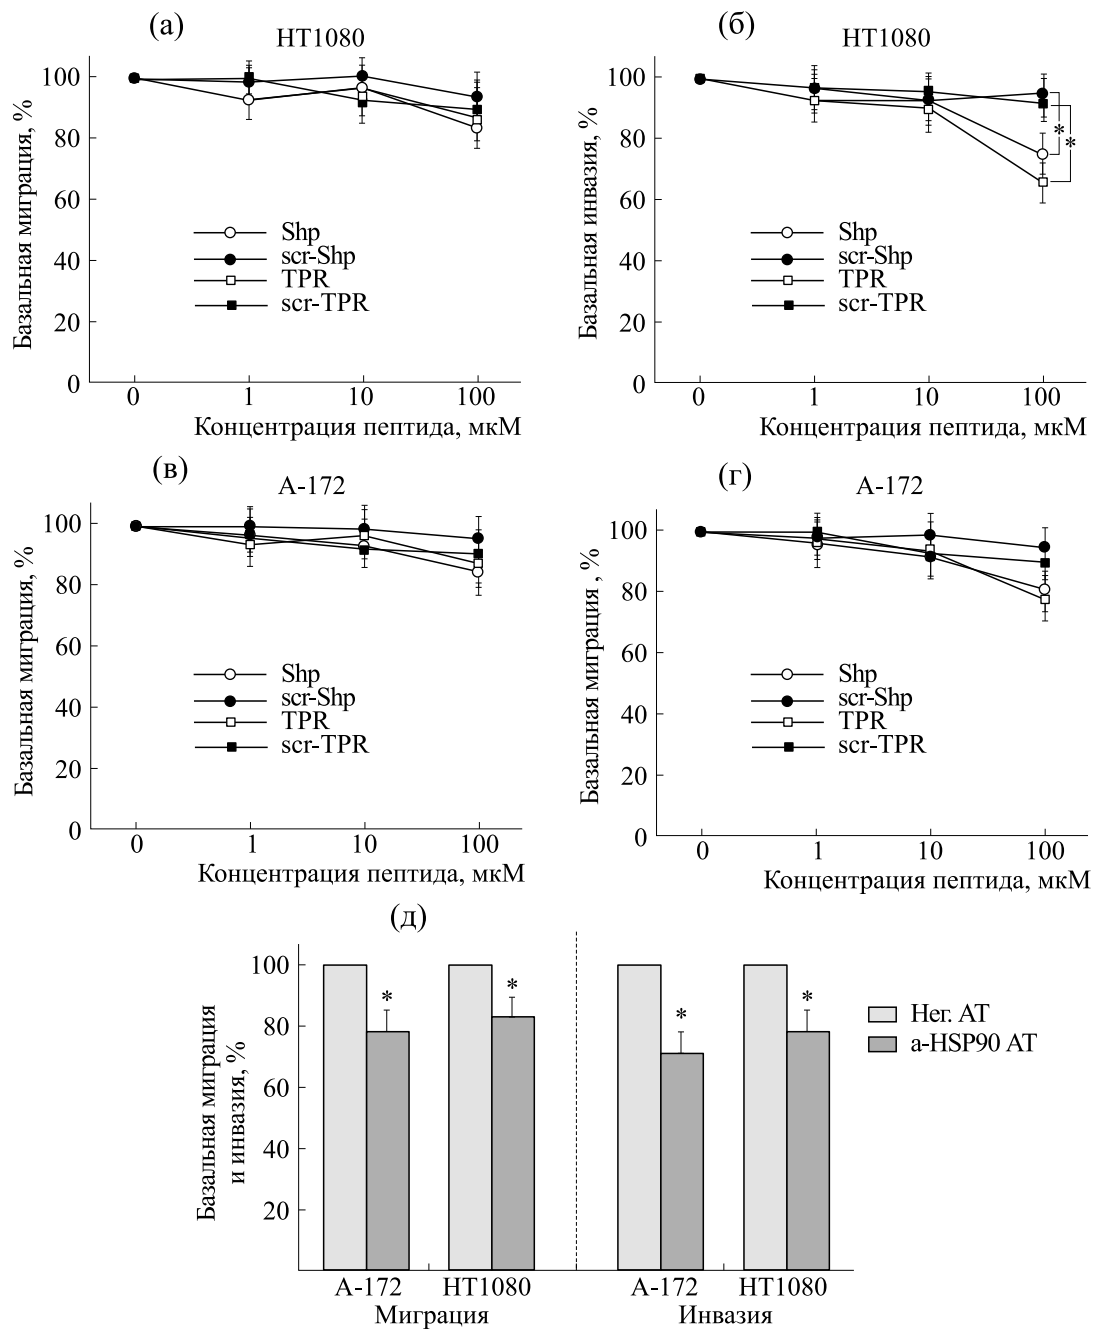 (а)
HT1080
Базальная миграция, %
100
80
60
40
20
0
Shp
scr-Shp
TPR
scr-TPR
0 1 10 100
Концентрация пептида, мкМ
(б)
HT1080
Базальная инвазия, %
100
80
60
40
20
0
*
*
Shp
scr-Shp
TPR
scr-TPR
0 1 10 100
Концентрация пептида, мкМ
(в)
A-172
Базальная миграция, %
100
80
60
40
20
0
Shp
scr-Shp
TPR
scr-TPR
0 1 10 100
Концентрация пептида, мкМ
(г)
A-172
Базальная миграция , %
100
80
60
40
20
0
Shp
scr-Shp
TPR
scr-TPR
0 1 10 100
Концентрация пептида, мкМ
(д)
Базальная миграция
и инвазия, %
100
80
60
40
20
* * * *
Нег. АТ
a-HSP90 АТ
A-172 HT1080 A-172 HT1080
Миграция Инвазия